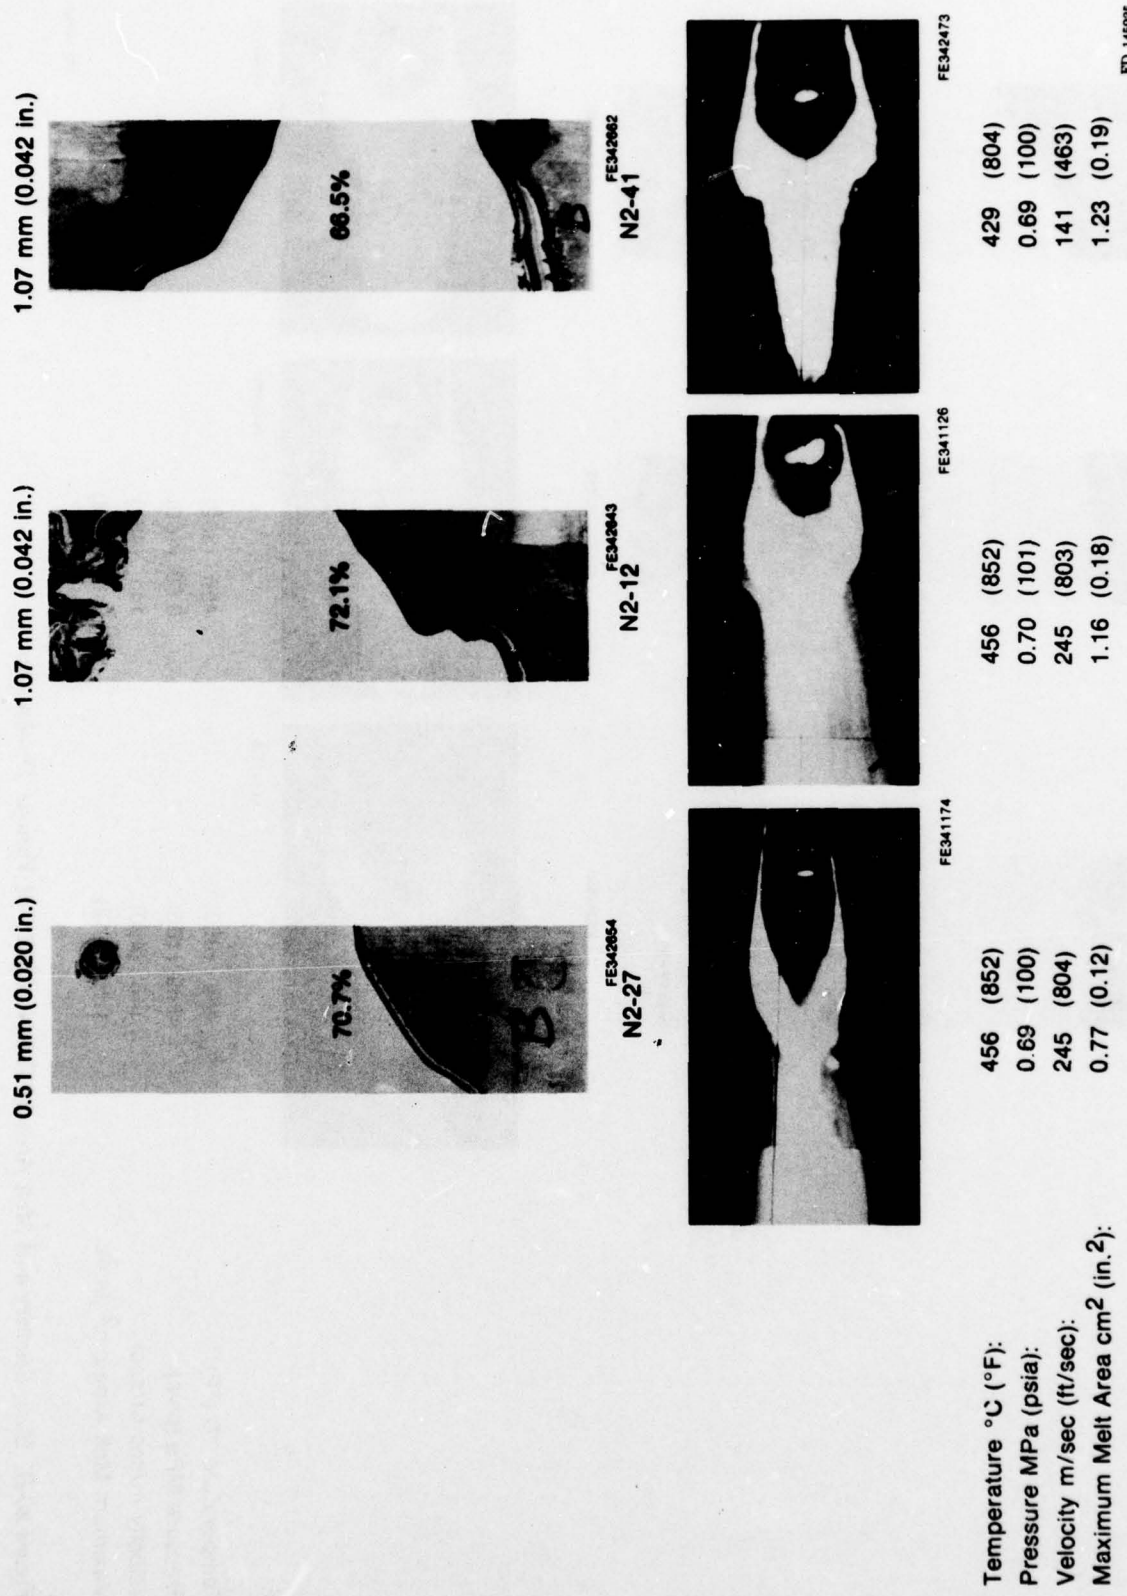 0.51 mm (0.020 in.)
1.07 mm (0.042 in.)
1.07 mm (0.042 in.)
70.7%
72.1%
66.5%
B
FE342654
FE342643
FE342662
N2-27
N2-12
N2-41
FE341174
FE341126
FE342473
Temperature °C (°F): 456 (852) 456 (852) 429 (804)
Pressure MPa (psia): 0.69 (100) 0.70 (101) 0.69 (100)
Velocity m/sec (ft/sec): 245 (804) 245 (803) 141 (463)
Maximum Melt Area cm² (in.²): 0.77 (0.12) 1.16 (0.18) 1.23 (0.19)